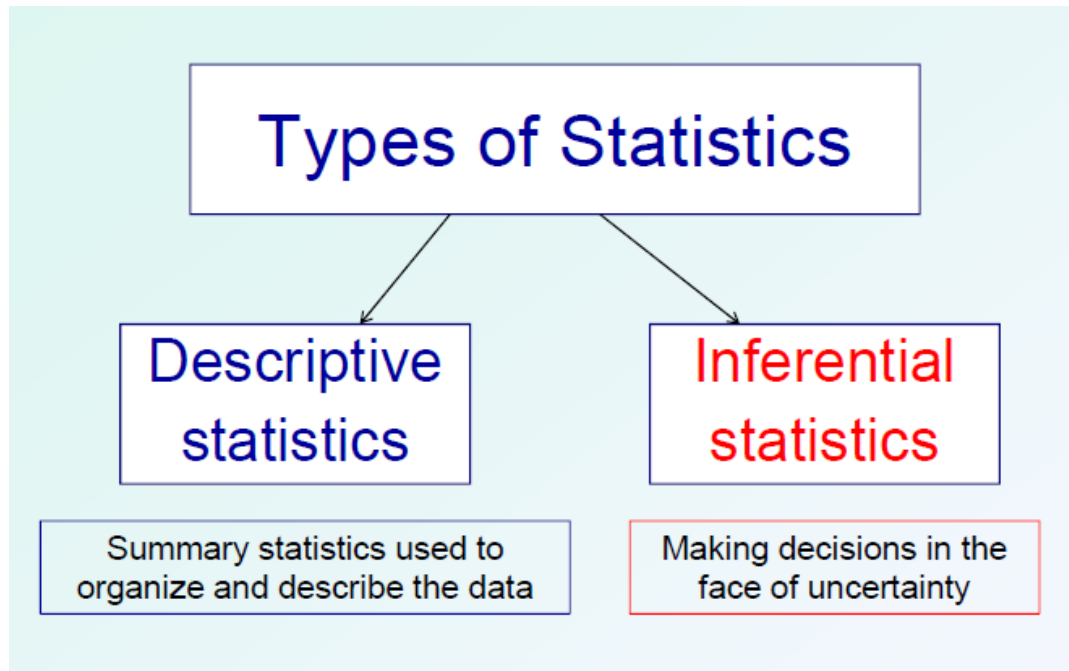 Types of Statistics
Descriptive
statistics
Inferential
statistics
Summary statistics used to
organize and describe the data
Making decisions in the
face of uncertainty